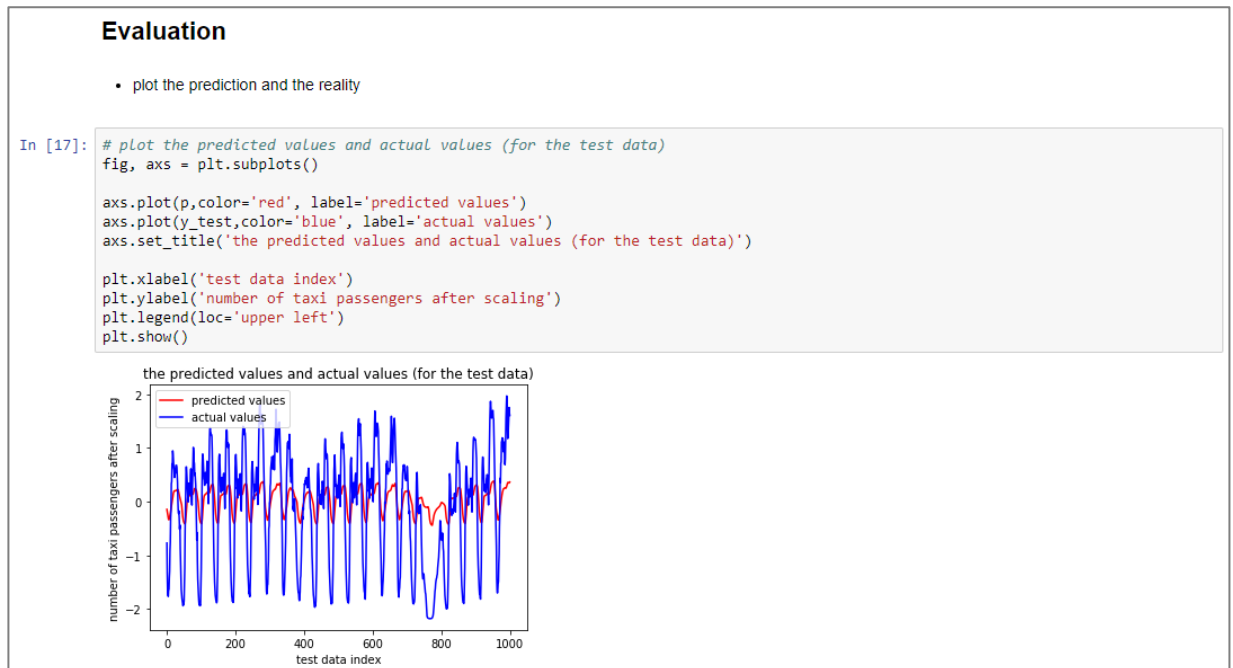 Evaluation
• plot the prediction and the reality
In [17]:
# plot the predicted values and actual values (for the test data)
fig, axs = plt.subplots()
axs.plot(p,color='red', label='predicted values')
axs.plot(y_test,color='blue', label='actual values')
axs.set_title('the predicted values and actual values (for the test data)')
plt.xlabel('test data index')
plt.ylabel('number of taxi passengers after scaling')
plt.legend(loc='upper left')
plt.show()
the predicted values and actual values (for the test data)
predicted values
actual values
number of taxi passengers after scaling
2
1
0
−1
−2
0 200 400 600 800 1000
test data index